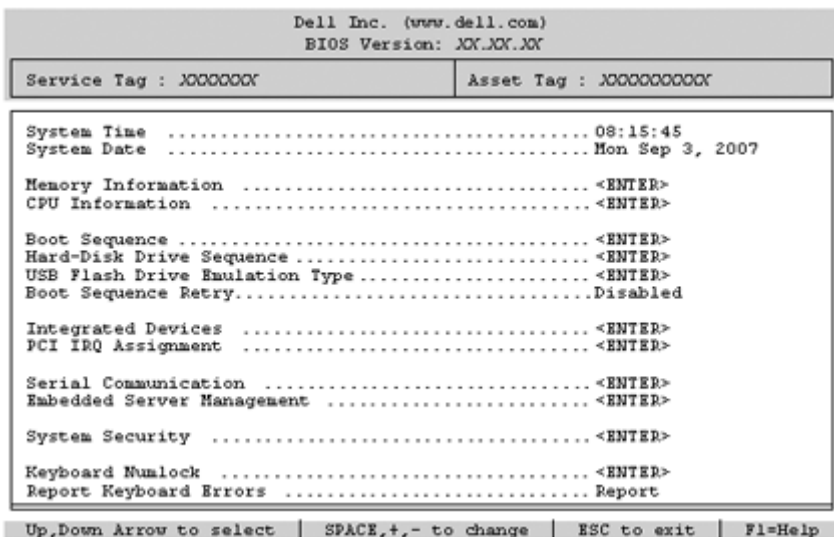 Dell Inc. (www.dell.com)
BIOS Version: XX.XX.XX
Service Tag : XXXXXXX Asset Tag : XXXXXXXXXX
System Time ....................................... 08:15:45
System Date ....................................... Mon Sep 3, 2007
Memory Information ................................ <ENTER>
CPU Information ................................... <ENTER>
Boot Sequence ...................................... <ENTER>
Hard-Disk Drive Sequence ........................... <ENTER>
USB Flash Drive Emulation Type ..................... <ENTER>
Boot Sequence Retry................................. Disabled
Integrated Devices ................................ <ENTER>
PCI IRQ Assignment ................................ <ENTER>
Serial Communication .............................. <ENTER>
Embedded Server Management ........................ <ENTER>
System Security ................................... <ENTER>
Keyboard Numlock .................................. <ENTER>
Report Keyboard Errors ............................ Report
Up,Down Arrow to select | SPACE,+,- to change | ESC to exit | F1=Help